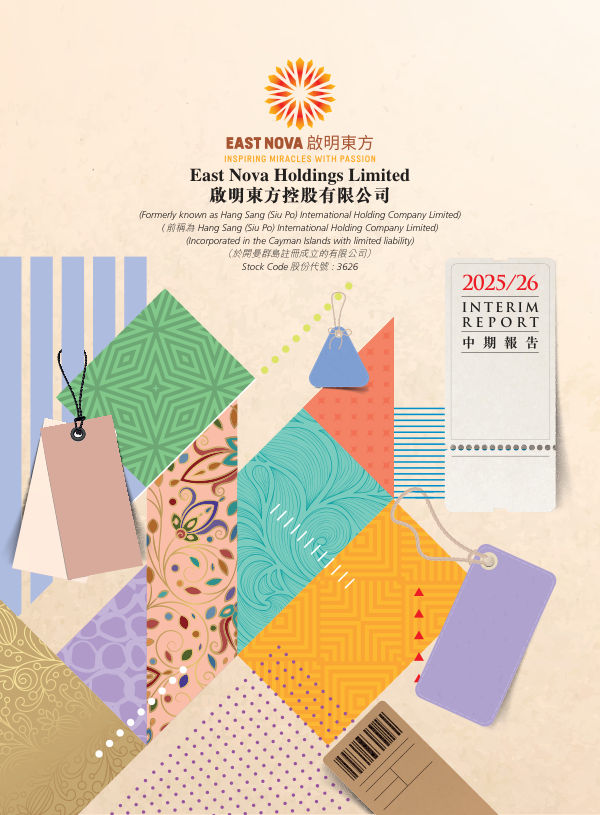 EAST NOVA 啟明東方
INSPIRING MIRACLES WITH PASSION
East Nova Holdings Limited
啟明東方控股有限公司
(Formerly known as Hang Sang (Siu Po) International Holding Company Limited)
(前稱為 Hang Sang (Siu Po) International Holding Company Limited)
(Incorporated in the Cayman Islands with limited liability)
(於開曼群島註冊成立的有限公司)
Stock Code 股份代號 : 3626
2025/26
INTERIM
REPORT
中期報告